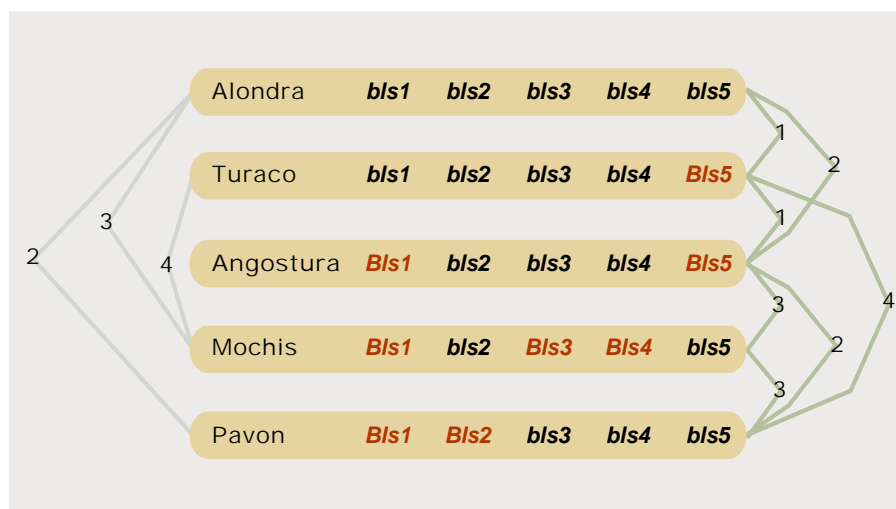 Alondra bls1 bls2 bls3 bls4 bls5
1
Turaco bls1 bls2 bls3 bls4 Bls5
2
3
1
2
4
Angostura Bls1 bls2 bls3 bls4 Bls5
3
4
Mochis Bls1 bls2 Bls3 Bls4 bls5
2
3
Pavon Bls1 Bls2 bls3 bls4 bls5